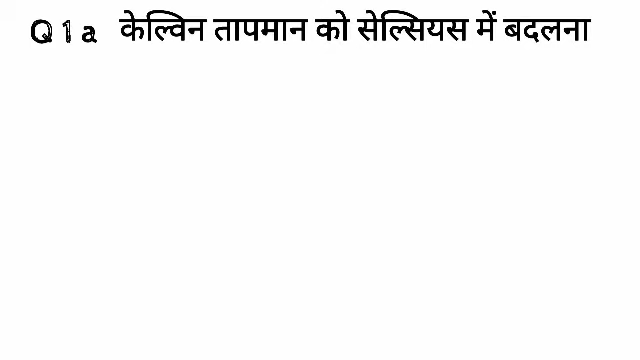 Q 1 a केल्विन तापमान को सेल्सियस में बदलना